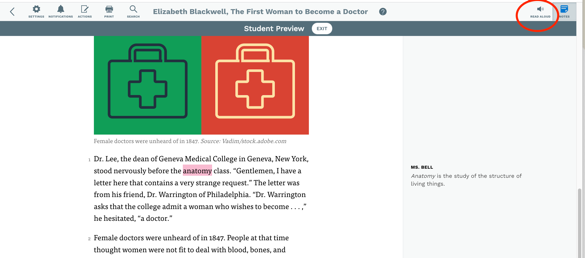 SETTINGS NOTIFICATIONS ACTIONS PRINT SEARCH
Elizabeth Blackwell, The First Woman to Become a Doctor ?
READ ALOUD NOTES
Student Preview EXIT
Female doctors were unheard of in 1847. Source: Vadim/stock.adobe.com
1 Dr. Lee, the dean of Geneva Medical College in Geneva, New York,
stood nervously before the anatomy class. “Gentlemen, I have a
letter here that contains a very strange request.” The letter was
from his friend, Dr. Warrington of Philadelphia. “Dr. Warrington
asks that the college admit a woman who wishes to become . . . ,”
he hesitated, “a doctor.”
2 Female doctors were unheard of in 1847. People at that time
thought women were not fit to deal with blood, bones, and
MS. BELL
Anatomy is the study of the structure of
living things.